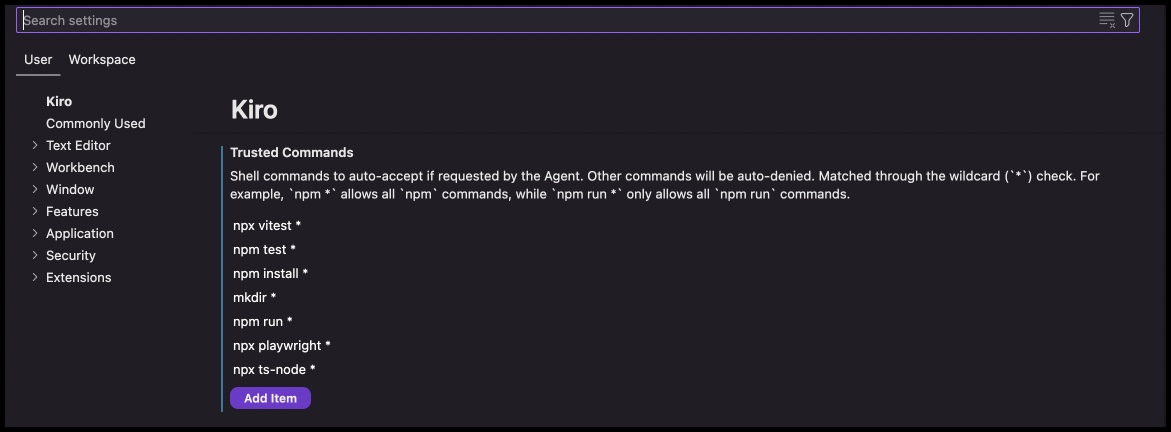 Search settings
User Workspace
Kiro
Commonly Used
Text Editor
Workbench
Window
Features
Application
Security
Extensions
Kiro
Trusted Commands
Shell commands to auto-accept if requested by the Agent. Other commands will be auto-denied. Matched through the wildcard (`*`) check. For
example, `npm *` allows all `npm` commands, while `npm run *` only allows all `npm run` commands.
npx vitest *
npm test *
npm install *
mkdir *
npm run *
npx playwright *
npx ts-node *
Add Item